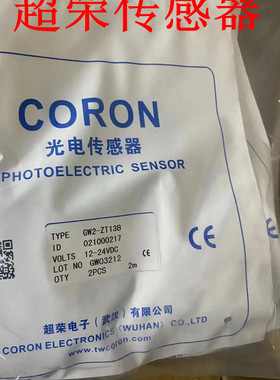 超荣传感器
CORON
光电传感器
PHOTOELECTRIC SENSOR
TYPE GW2-ZT13B
ID 021000217
VOLTS 12-24VDC
LOT NO GW03212
QTY 2PCS 2m
CE
超荣电子(武汉)有限公司
CORON ELECTRONICS (WUHAN) CO.,LTD
www.twcoron.com